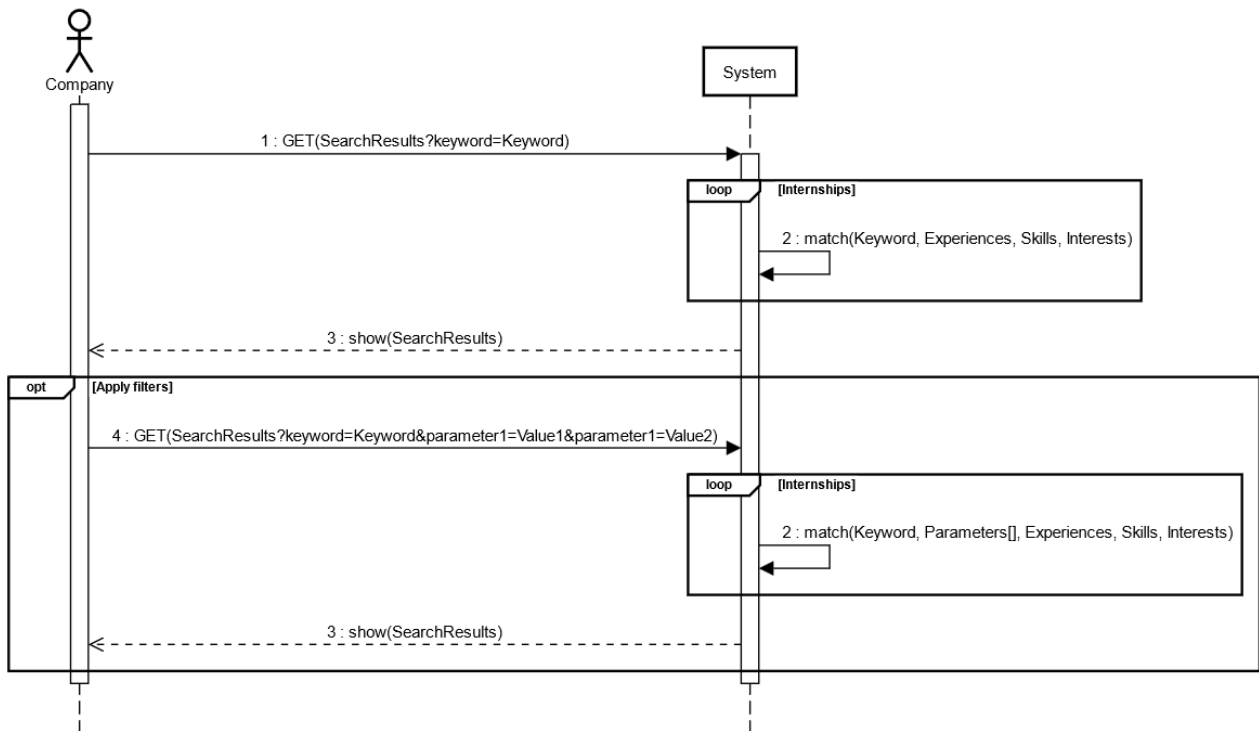 Company
System
1 : GET(SearchResults?keyword=Keyword)
loop
[Internships]
2 : match(Keyword, Experiences, Skills, Interests)
3 : show(SearchResults)
opt
[Apply filters]
4 : GET(SearchResults?keyword=Keyword&parameter1=Value1&parameter1=Value2)
loop
[Internships]
2 : match(Keyword, Parameters[], Experiences, Skills, Interests)
3 : show(SearchResults)